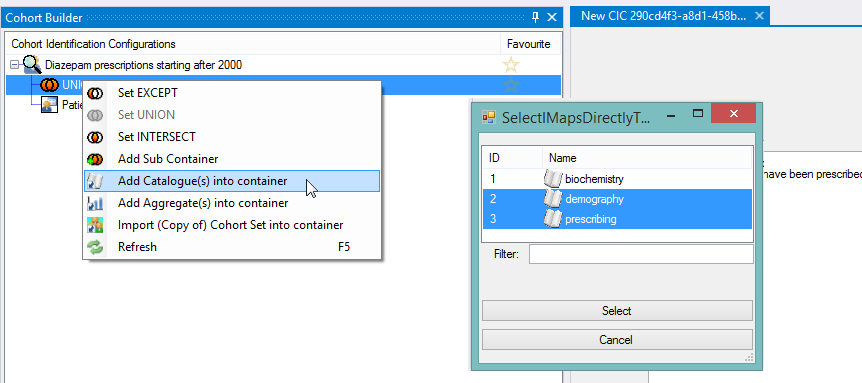 Cohort Builder
New CIC 290cd4f3-a8d1-458b...
Cohort Identification Configurations
Favourite
Diazepam prescriptions starting after 2000
UNI
Patie
Set EXCEPT
Set UNION
Set INTERSECT
Add Sub Container
Add Catalogue(s) into container
Add Aggregate(s) into container
Import (Copy of) Cohort Set into container
Refresh F5
SelectIMapsDirectlyT...
ID Name
1 biochemistry
2 demography
3 prescribing
Filter:
Select
Cancel
have been prescribed